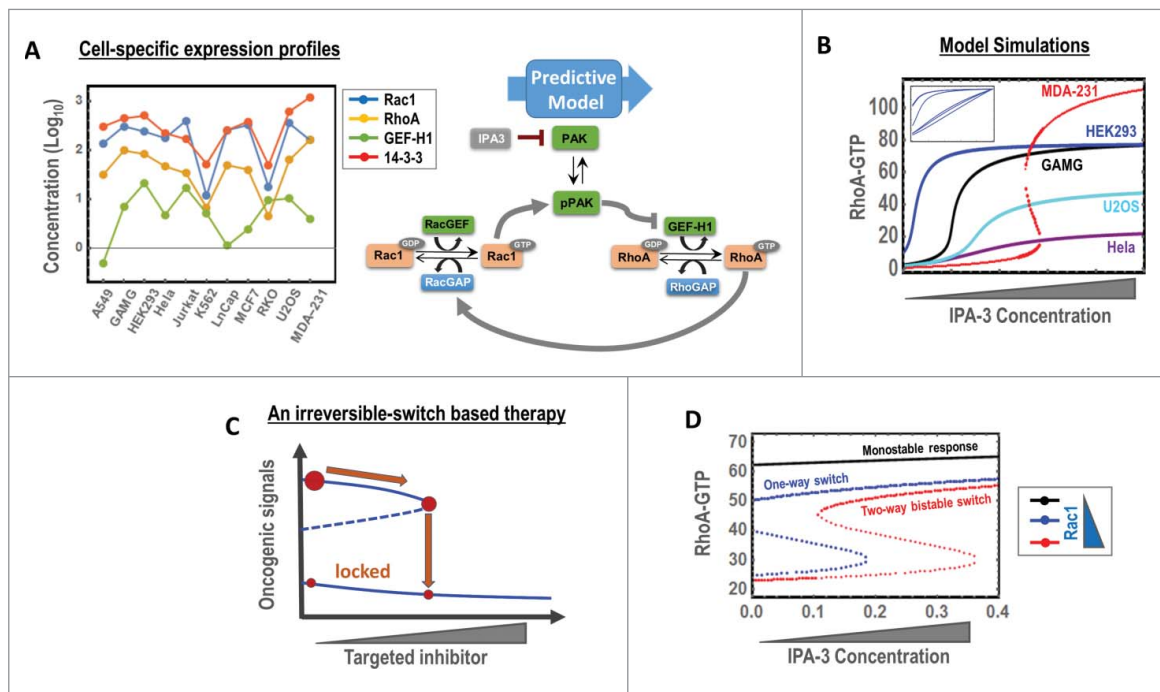 A
Cell-specific expression profiles
Concentration (Log10)
3
2
1
0
A549
GAMG
HEK293
Hela
Jurkat
K562
LnCap
MCF7
RKO
U2OS
MDA-231
Rac1
RhoA
GEF-H1
14-3-3
Predictive
Model
IPA3
PAK
pPAK
RacGEF
GDP
Rac1
GTP
Rac1
RacGAP
GEF-H1
GDP
RhoA
GTP
RhoA
RhoGAP
B
Model Simulations
RhoA-GTP
100
80
60
40
20
0
MDA-231
HEK293
GAMG
U2OS
Hela
IPA-3 Concentration
C
An irreversible-switch based therapy
Oncogenic signals
locked
Targeted inhibitor
D
RhoA-GTP
70
60
50
40
30
20
Monostable response
One-way switch
Two-way bistable switch
0.0
0.1
0.2
0.3
0.4
IPA-3 Concentration
Rac1